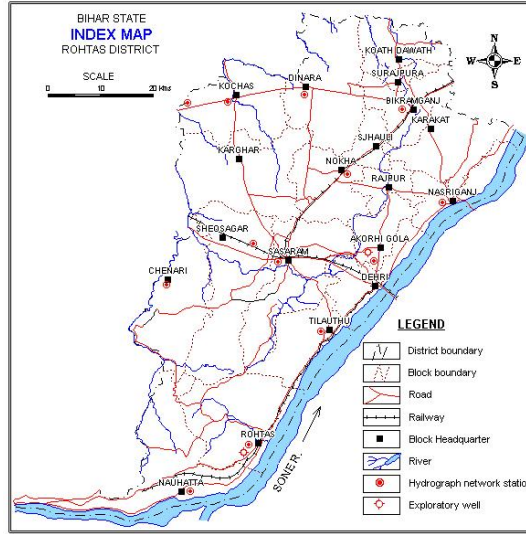 BIHAR STATE
INDEX MAP
ROHTAS DISTRICT
SCALE
10 0 10 20 Kms
N
W E
S
KOATH DAWATH
SURAJPURA
DINARA
KOCHAS
BIKRAMGANJ
KARAKAT
SJHAULI
KARGHAR
NOKHA
RAJPUR
NASRIGANJ
SHEOSAGAR
AKORHI GOLA
SASARAM
CHENARI
DEHRI
TILAUTHU
ROHTAS
NAUHATTA
SONE R.
LEGEND
District boundary
Block boundary
Road
Railway
Block Headquarter
River
Hydrograph network statio
Exploratory well